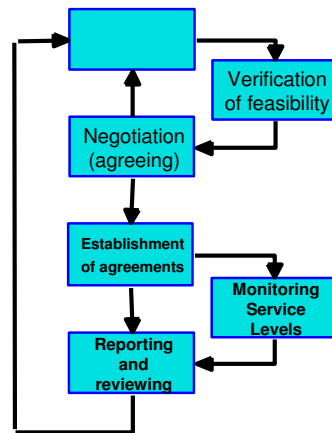 Verification
of feasibility
Negotiation
(agreeing)
Establishment
of agreements
Monitoring
Service
Levels
Reporting
and
reviewing